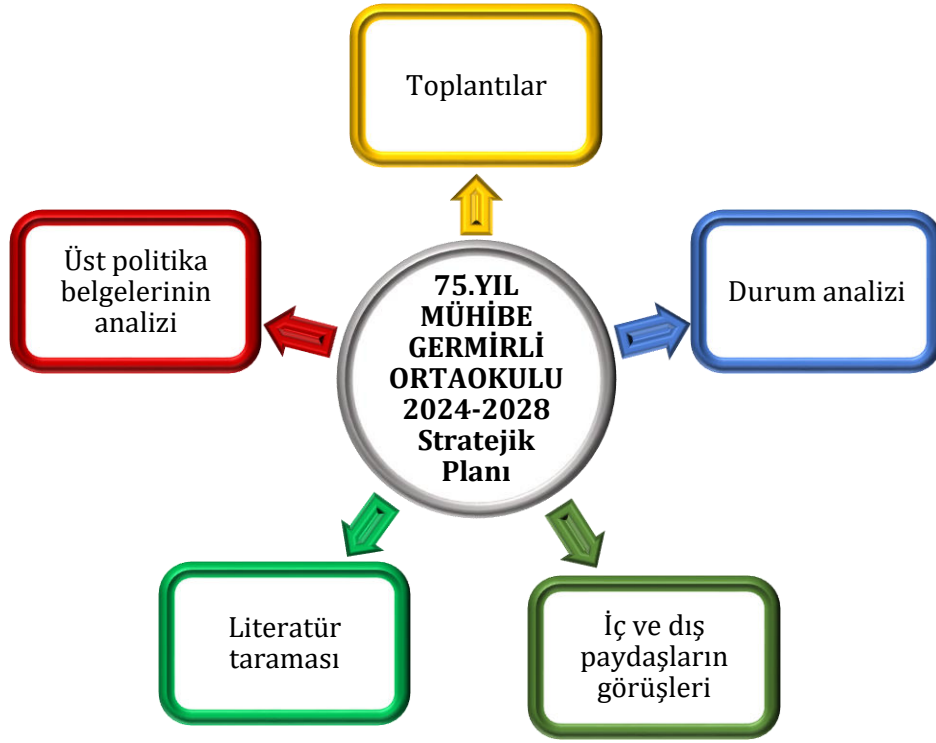 Toplantılar
Üst politika
belgelerinin
analizi
75.YIL
MÜHİBE
GERMİRLİ
ORTAOKULU
2024-2028
Stratejik
Planı
Durum analizi
Literatür
taraması
İç ve dış
paydaşların
görüşleri